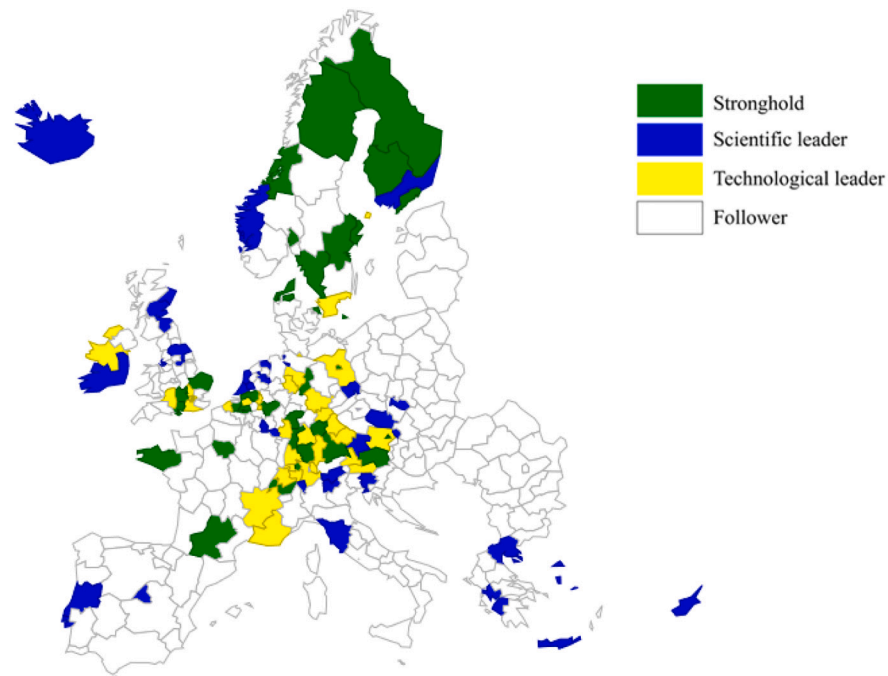 Stronghold
Scientific leader
Technological leader
Follower